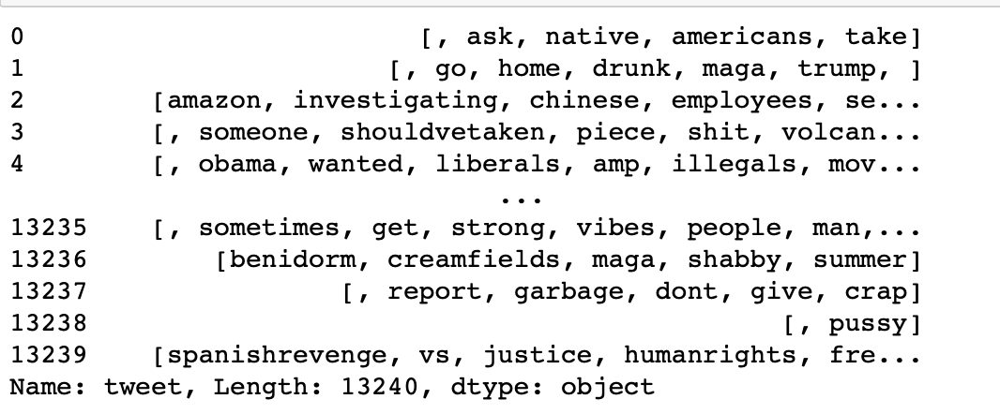 0 [, ask, native, americans, take]
1 [, go, home, drunk, maga, trump, ]
2 [amazon, investigating, chinese, employees, se...
3 [, someone, shouldvetaken, piece, shit, volcan...
4 [, obama, wanted, liberals, amp, illegals, mov...
...
13235 [, sometimes, get, strong, vibes, people, man,...
13236 [benidorm, creamfields, maga, shabby, summer]
13237 [, report, garbage, dont, give, crap]
13238 [, pussy]
13239 [spanishrevenge, vs, justice, humanrights, fre...
Name: tweet, Length: 13240, dtype: object